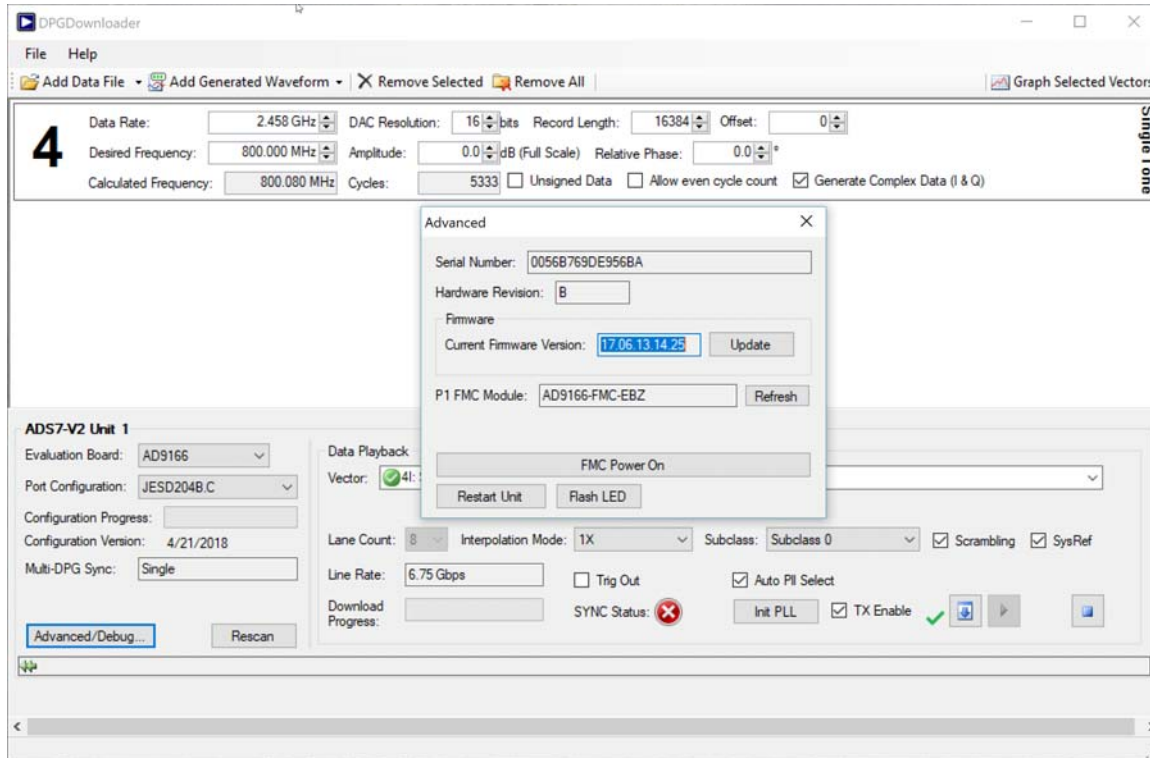 DPGDownloader
File Help
Add Data File Add Generated Waveform Remove Selected Remove All Graph Selected Vectors
4
Data Rate: 2.458 GHz DAC Resolution: 16 bits Record Length: 16384 Offset: 0
Desired Frequency: 800.000 MHz Amplitude: 0.0 dB (Full Scale) Relative Phase: 0.0 °
Calculated Frequency: 800.080 MHz Cycles: 5333 Unsigned Data Allow even cycle count Generate Complex Data (I & Q)
Single Tone
Advanced
Serial Number: 0056B769DE956BA
Hardware Revision: B
Firmware
Current Firmware Version: 17.06.13.14.25 Update
P1 FMC Module: AD9166-FMC-EBZ Refresh
FMC Power On
Restart Unit Flash LED
ADS7-V2 Unit 1
Evaluation Board: AD9166
Port Configuration: JESD204B.C
Configuration Progress:
Configuration Version: 4/21/2018
Multi-DPG Sync: Single
Advanced/Debug... Rescan
Data Playback
Vector: 4I:
Lane Count: 8 Interpolation Mode: 1X Subclass: Subclass 0 Scrambling SysRef
Line Rate: 6.75 Gbps Trig Out Auto Pll Select
Download Progress: SYNC Status: Init PLL TX Enable